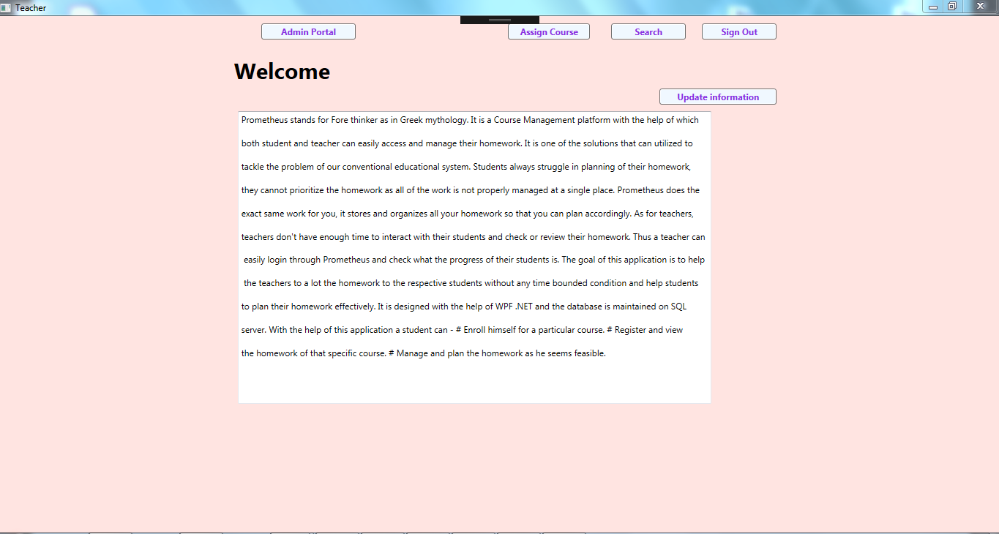 Teacher
Admin Portal Assign Course Search Sign Out
Welcome
Update information
Prometheus stands for Fore thinker as in Greek mythology. It is a Course Management platform with the help of which
both student and teacher can easily access and manage their homework. It is one of the solutions that can utilized to
tackle the problem of our conventional educational system. Students always struggle in planning of their homework,
they cannot prioritize the homework as all of the work is not properly managed at a single place. Prometheus does the
exact same work for you, it stores and organizes all your homework so that you can plan accordingly. As for teachers,
teachers don't have enough time to interact with their students and check or review their homework. Thus a teacher can
easily login through Prometheus and check what the progress of their students is. The goal of this application is to help
the teachers to a lot the homework to the respective students without any time bounded condition and help students
to plan their homework effectively. It is designed with the help of WPF .NET and the database is maintained on SQL
server. With the help of this application a student can - # Enroll himself for a particular course. # Register and view
the homework of that specific course. # Manage and plan the homework as he seems feasible.